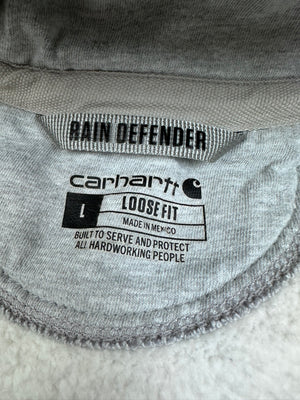 RAIN DEFENDER
carhartt
L LOOSE FIT
MADE IN MEXICO
BUILT TO SERVE AND PROTECT
ALL HARDWORKING PEOPLE